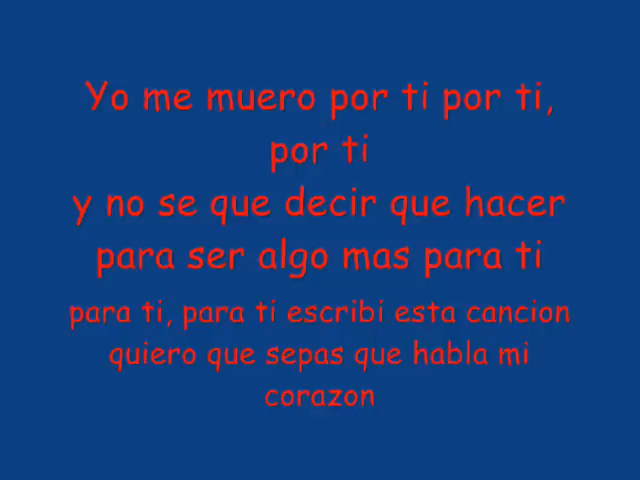 Yo me muero por ti por ti,
por ti
y no se que decir que hacer
para ser algo mas para ti
para ti, para ti escribi esta cancion
quiero que sepas que habla mi
corazon